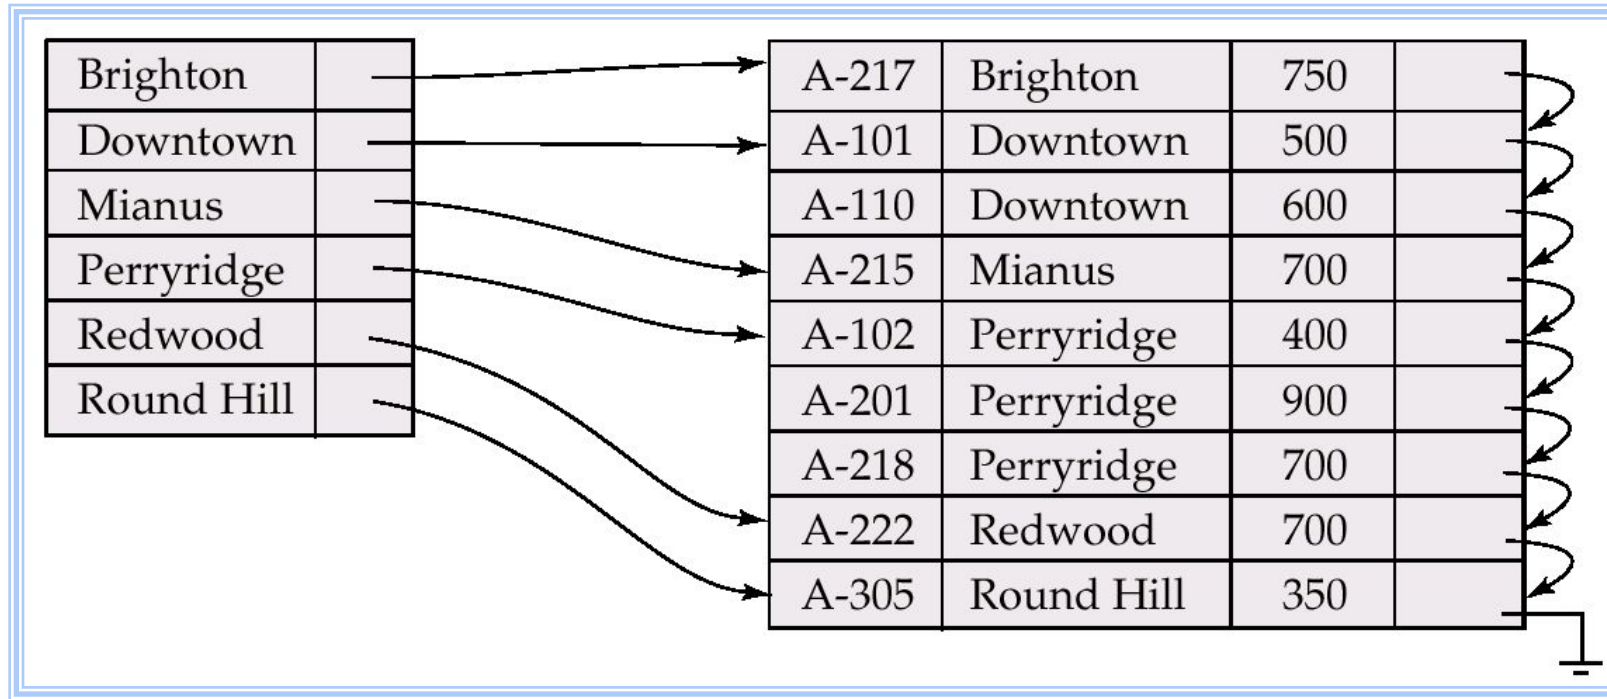 Brighton
Downtown
Mianus
Perryridge
Redwood
Round Hill
A-217 Brighton 750
A-101 Downtown 500
A-110 Downtown 600
A-215 Mianus 700
A-102 Perryridge 400
A-201 Perryridge 900
A-218 Perryridge 700
A-222 Redwood 700
A-305 Round Hill 350